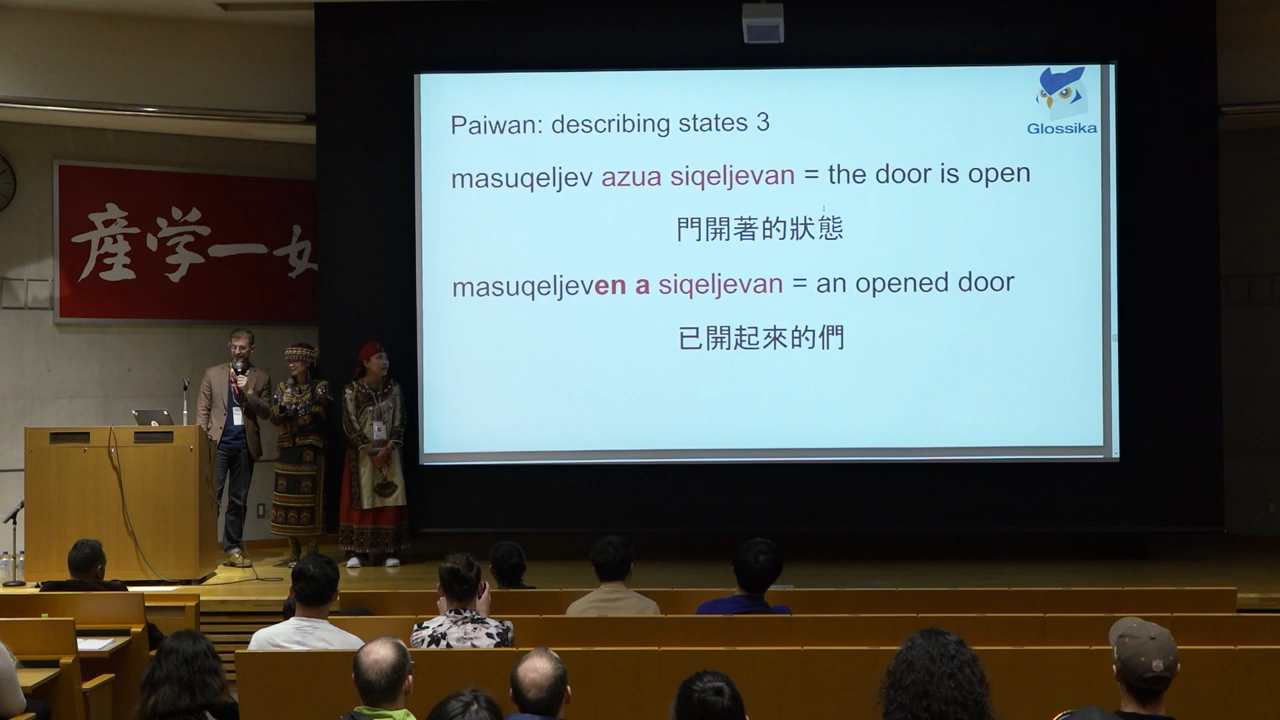 Glossika
Paiwan: describing states 3
masuqeljev azua siqeljevan = the door is open
門開著的狀態
masuqeljeven a siqeljevan = an opened door
已開起來的們
産学一如